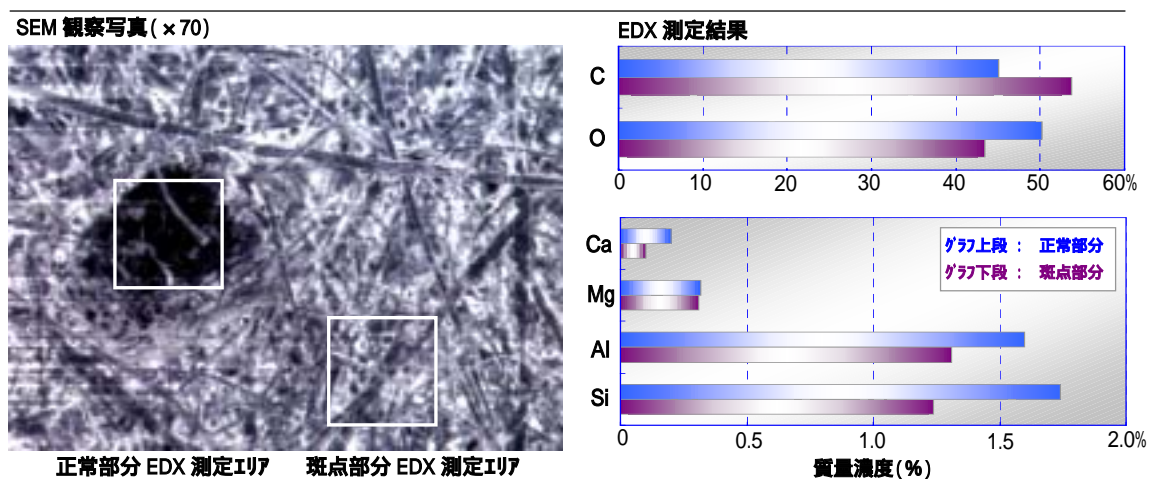 SEM 観察写真(×70)
正常部分 EDX 測定ｴﾘｱ
斑点部分 EDX 測定ｴﾘｱ
EDX 測定結果
C
O
0 10 20 30 40 50 60%
Ca
Mg
Al
Si
ｸﾞﾗﾌ上段 : 正常部分
ｸﾞﾗﾌ下段 : 斑点部分
0 0.5 1.0 1.5 2.0%
質量濃度(%)